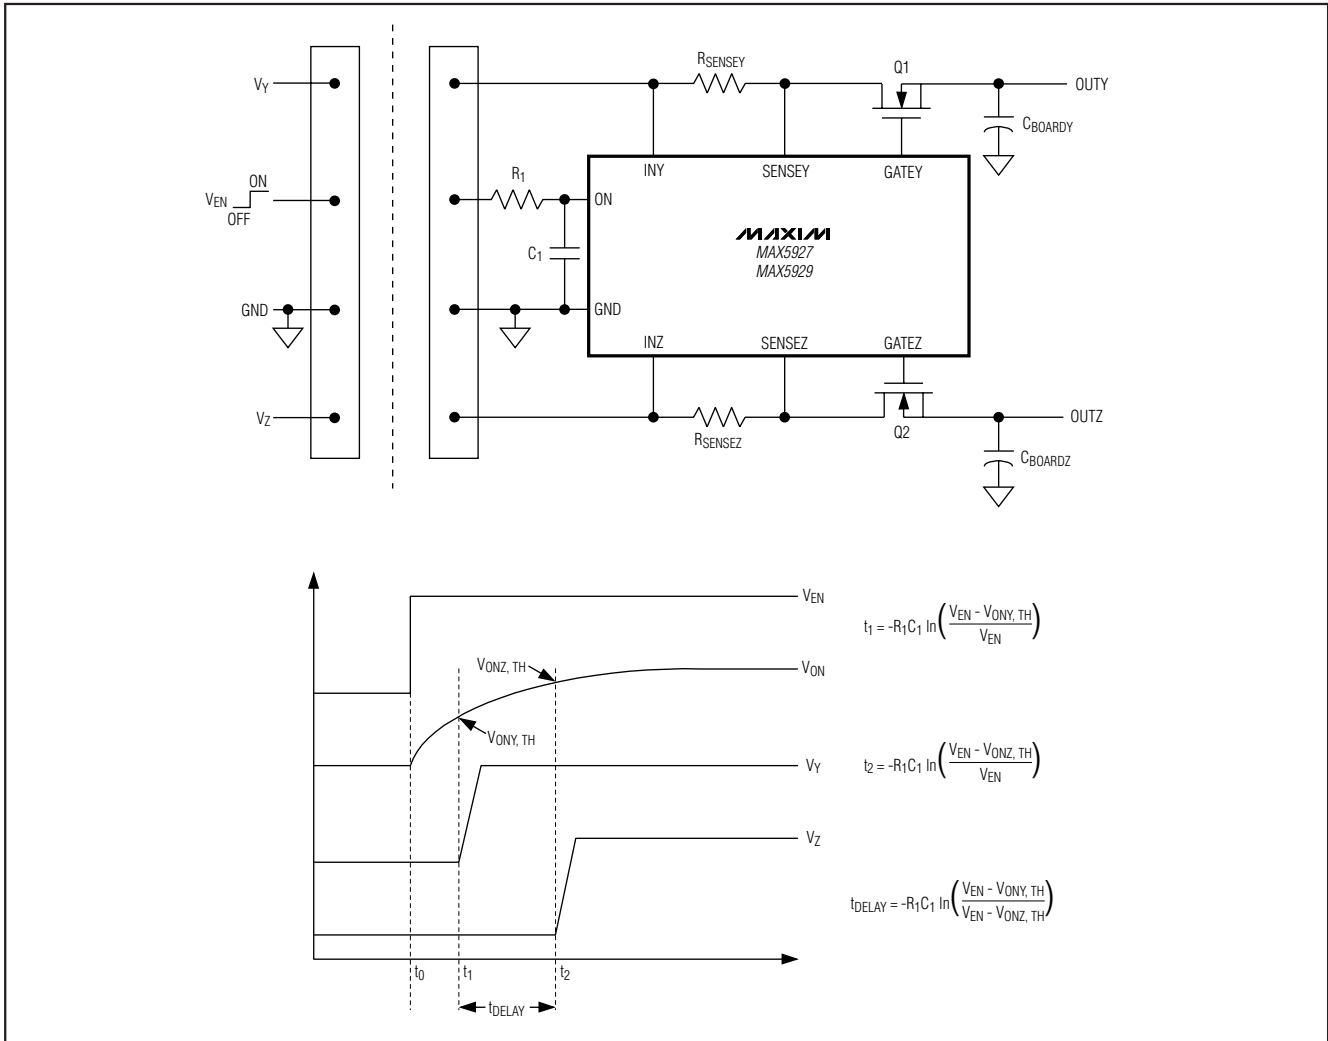 RSENSEY
Q1
VY
OUTY
CBOARDY
INY
SENSEY
GATEY
R1
ON
VEN
OFF
ON
C1
MAXIM
MAX5927
MAX5929
GND
GND
INZ
SENSEZ
GATEZ
VZ
RSENSEZ
Q2
OUTZ
CBOARDZ
VEN
t1 = -R1C1 ln( VEN - VONY, TH / VEN )
VONZ, TH
VON
VONY, TH
VY
t2 = -R1C1 ln( VEN - VONZ, TH / VEN )
VZ
tDELAY = -R1C1 ln( VEN - VONY, TH / VEN - VONZ, TH )
t0
t1
t2
tDELAY